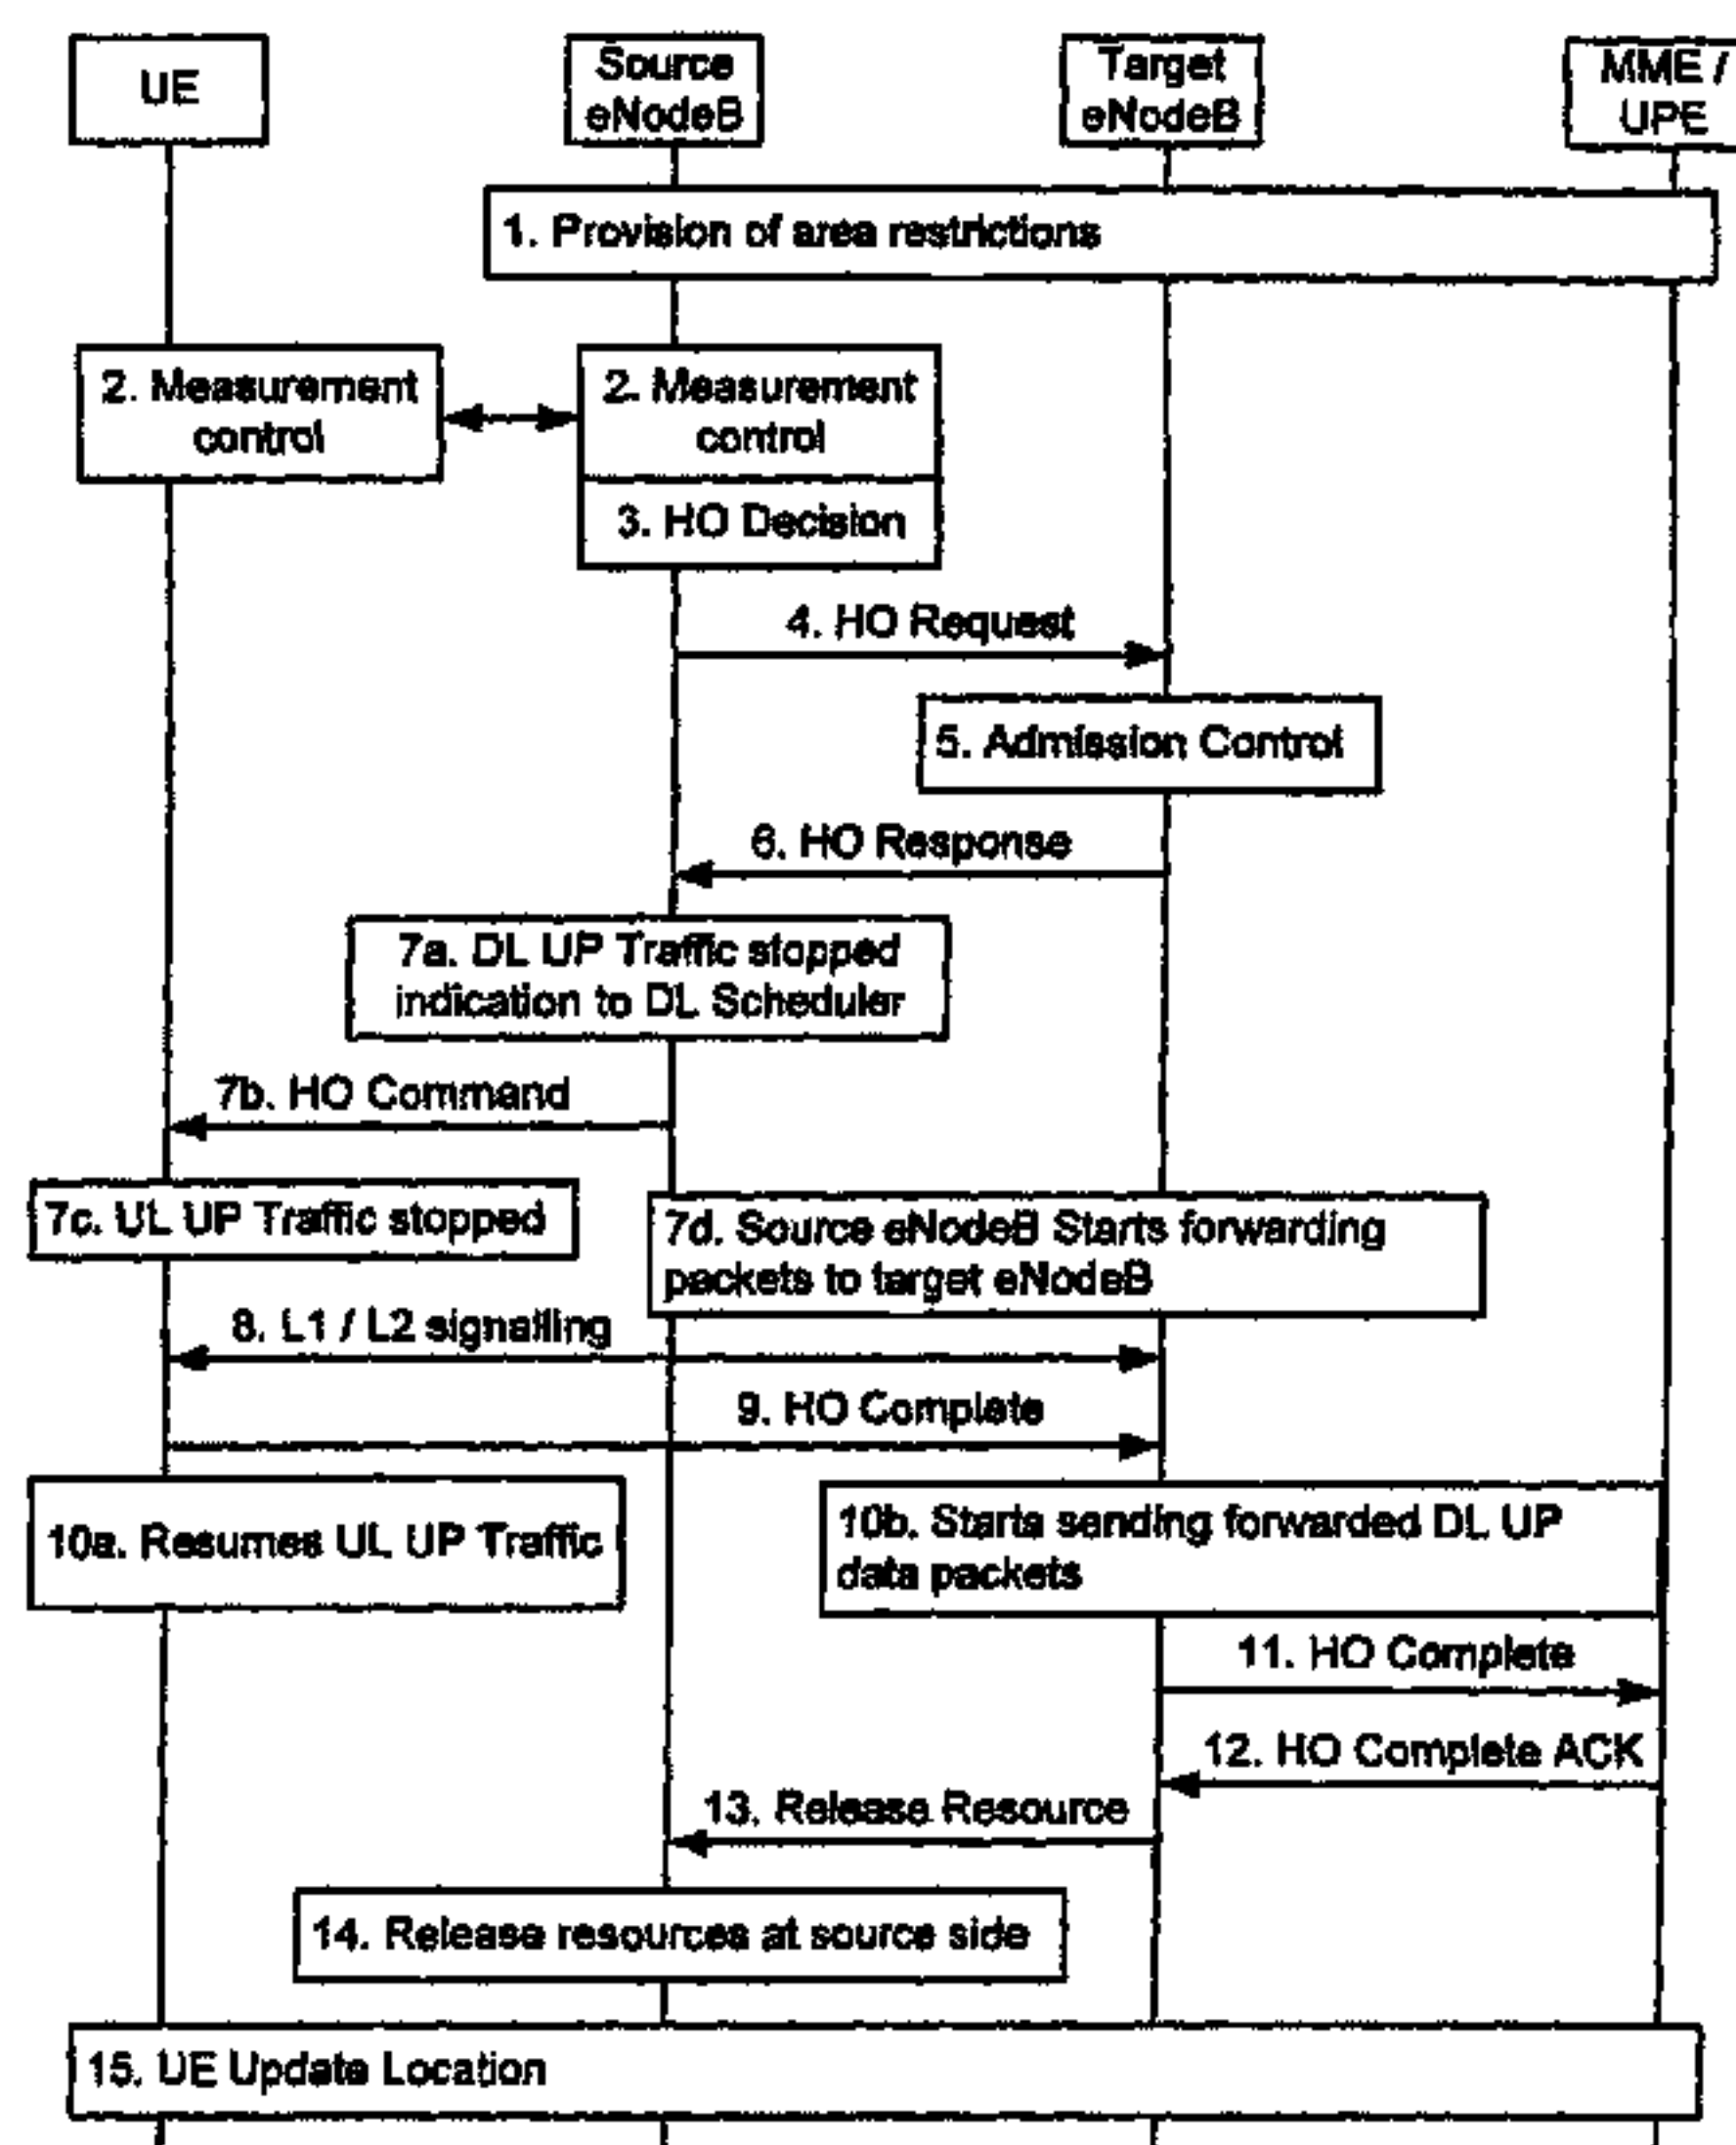 UE
Source
eNodeB
Target
eNodeB
MME /
UPE
1. Provision of area restrictions
2. Measurement
control
2. Measurement
control
3. HO Decision
4. HO Request
5. Admission Control
6. HO Response
7a. DL UP Traffic stopped
indication to DL Scheduler
7b. HO Command
7c. UL UP Traffic stopped
7d. Source eNodeB Starts forwarding
packets to target eNodeB
8. L1 / L2 signalling
9. HO Complete
10a. Resumes UL UP Traffic
10b. Starts sending forwarded DL UP
data packets
11. HO Complete
12. HO Complete ACK
13. Release Resource
14. Release resources at source side
15. UE Update Location